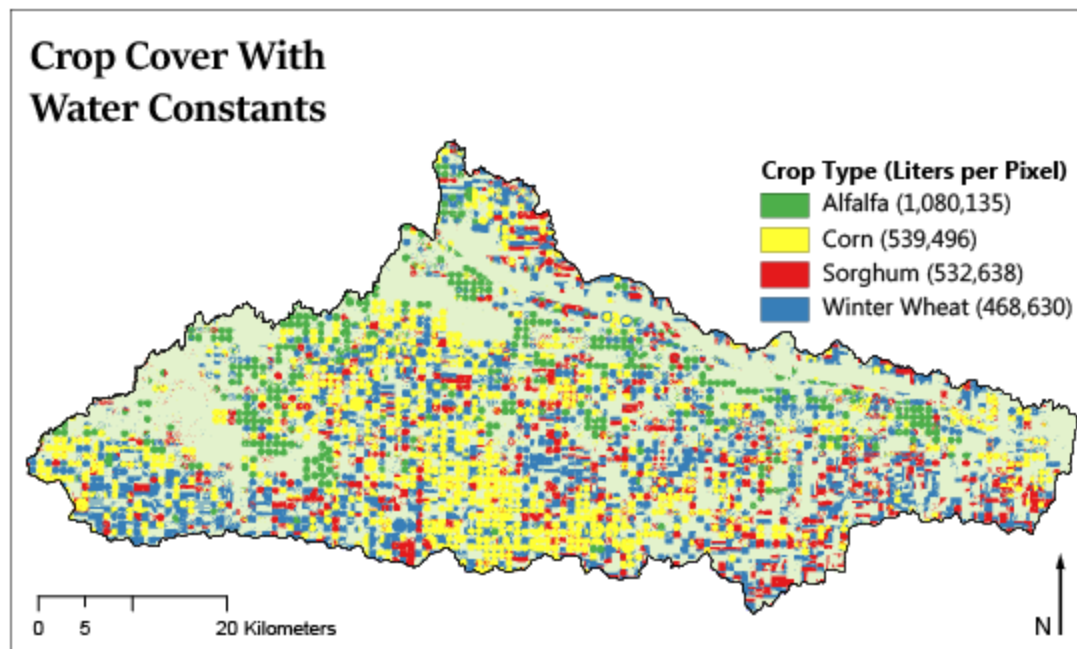 Crop Cover With
Water Constants
Crop Type (Liters per Pixel)
Alfalfa (1,080,135)
Corn (539,496)
Sorghum (532,638)
Winter Wheat (468,630)
0 5 20 Kilometers
N